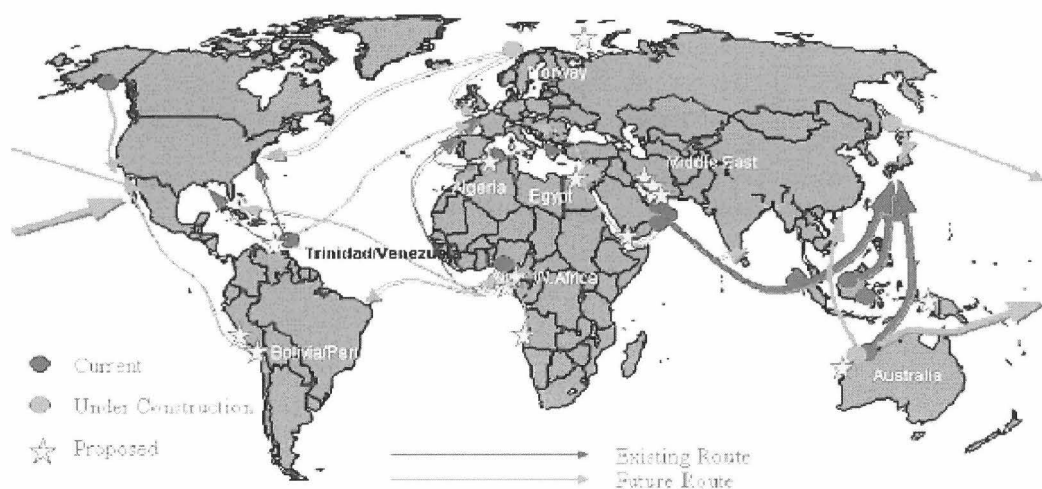 Norway
Middle East
Algeria
Egypt
Trinidad/Venezuela
W. Africa
Bolivia/Peru
Australia
Current
Under Construction
Proposed
Existing Route
Future Route